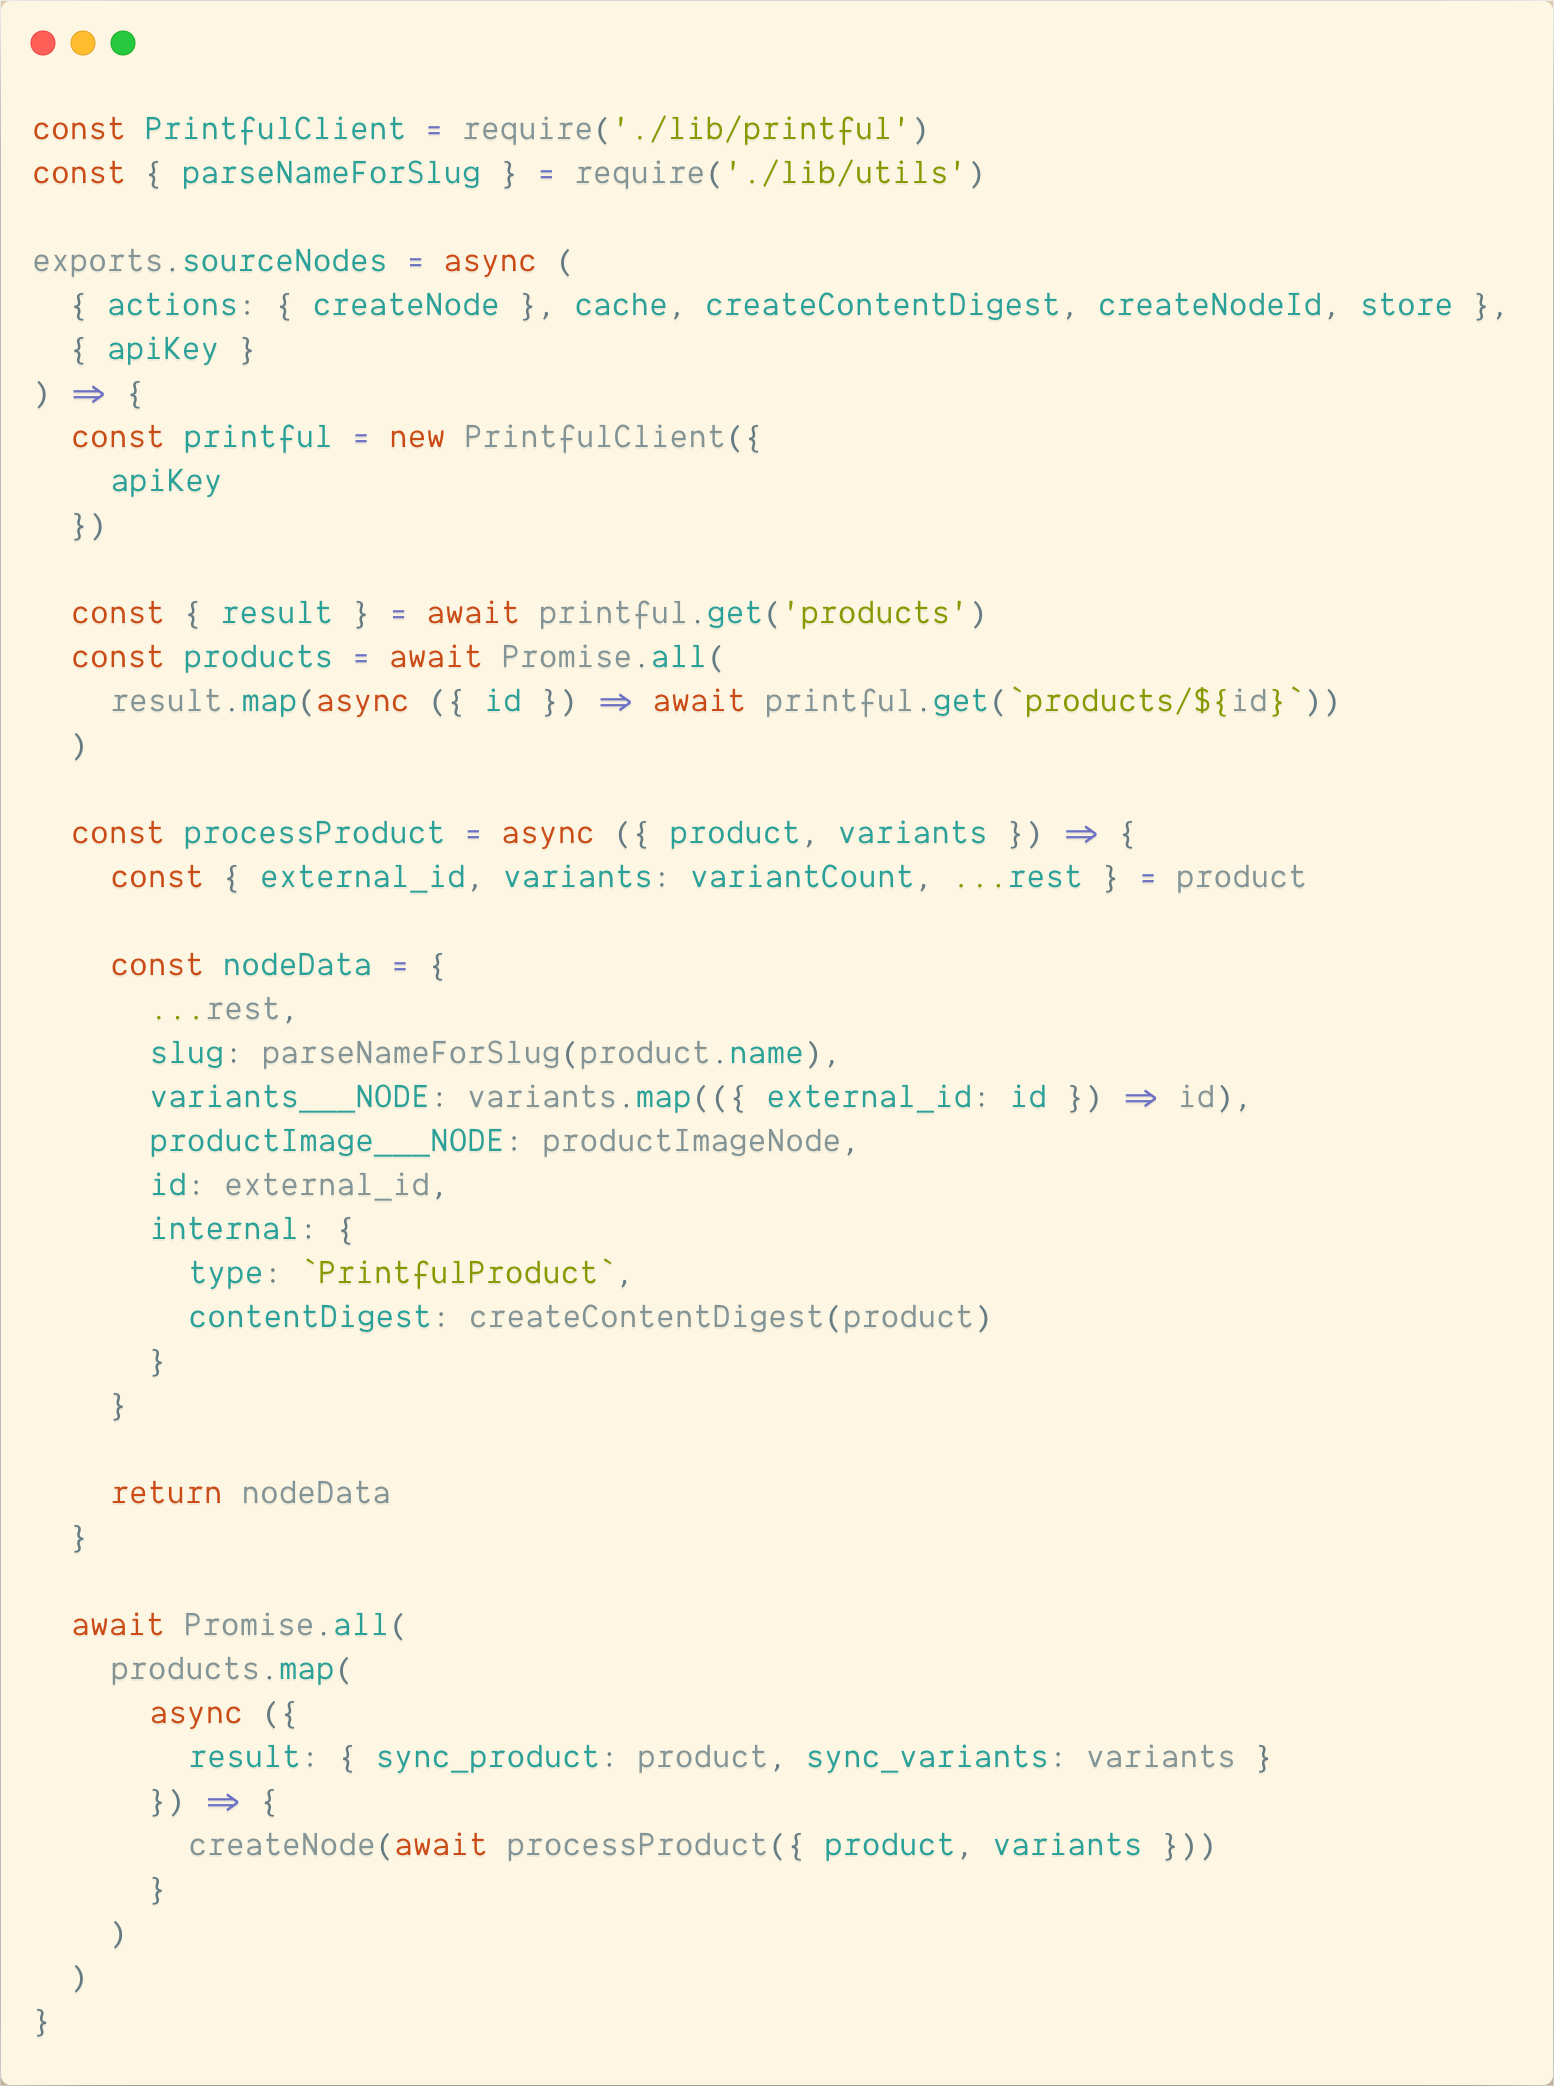 const PrintfulClient = require('./lib/printful')
const { parseNameForSlug } = require('./lib/utils')

exports.sourceNodes = async (
  { actions: { createNode }, cache, createContentDigest, createNodeId, store },
  { apiKey }
) => {
  const printful = new PrintfulClient({
    apiKey
  })

  const { result } = await printful.get('products')
  const products = await Promise.all(
    result.map(async ({ id }) => await printful.get(`products/${id}`))
  )

  const processProduct = async ({ product, variants }) => {
    const { external_id, variants: variantCount, ...rest } = product

    const nodeData = {
      ...rest,
      slug: parseNameForSlug(product.name),
      variants___NODE: variants.map(({ external_id: id }) => id),
      productImage___NODE: productImageNode,
      id: external_id,
      internal: {
        type: `PrintfulProduct`,
        contentDigest: createContentDigest(product)
      }
    }

    return nodeData
  }

  await Promise.all(
    products.map(
      async ({
        result: { sync_product: product, sync_variants: variants }
      }) => {
        createNode(await processProduct({ product, variants }))
      }
    )
  )
}